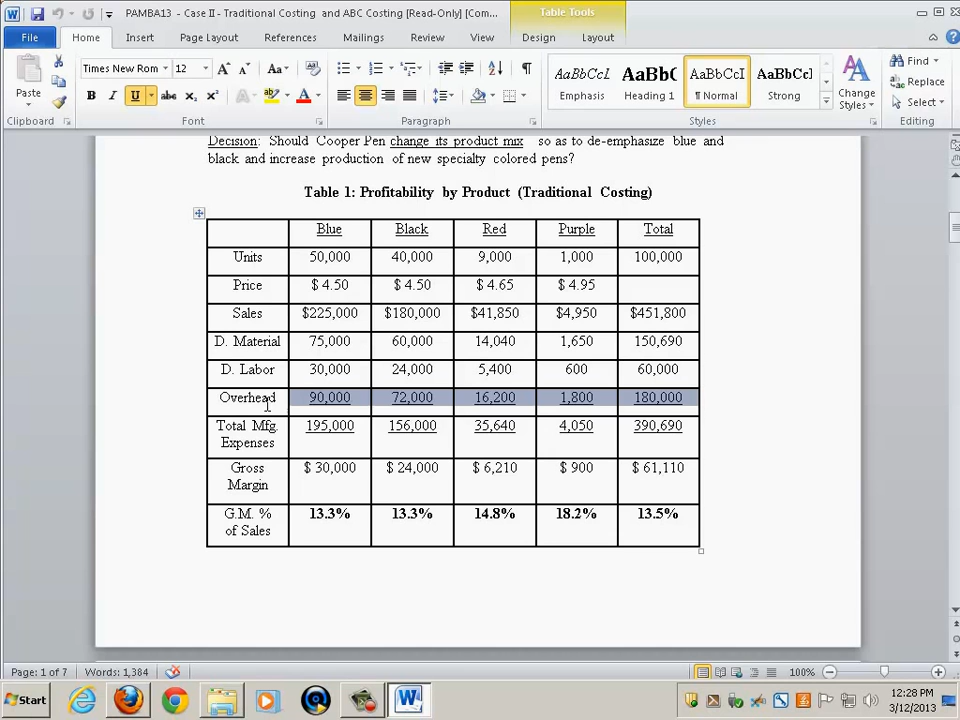 PAMBA13 - Case II - Traditional Costing and ABC Costing [Read-Only] [Com...
Table Tools
File Home Insert Page Layout References Mailings Review View Design Layout
Paste
Clipboard
Times New Rom 12
Font
Paragraph
AaBbCcI AaBb( AaBbCcI AaBbCc
Emphasis Heading 1 ¶ Normal Strong
Change Styles
Styles
Find
Replace
Select
Editing
Decision: Should Cooper Pen change its product mix so as to de-emphasize blue and
black and increase production of new specialty colored pens?
Table 1: Profitability by Product (Traditional Costing)
Blue Black Red Purple Total
Units 50,000 40,000 9,000 1,000 100,000
Price $ 4.50 $ 4.50 $ 4.65 $ 4.95
Sales $225,000 $180,000 $41,850 $4,950 $451,800
D. Material 75,000 60,000 14,040 1,650 150,690
D. Labor 30,000 24,000 5,400 600 60,000
Overhead 90,000 72,000 16,200 1,800 180,000
Total Mfg. Expenses 195,000 156,000 35,640 4,050 390,690
Gross Margin $ 30,000 $ 24,000 $ 6,210 $ 900 $ 61,110
G.M. % of Sales 13.3% 13.3% 14.8% 18.2% 13.5%
Page: 1 of 7 Words: 1,384 100%
Start
12:28 PM
3/12/2013